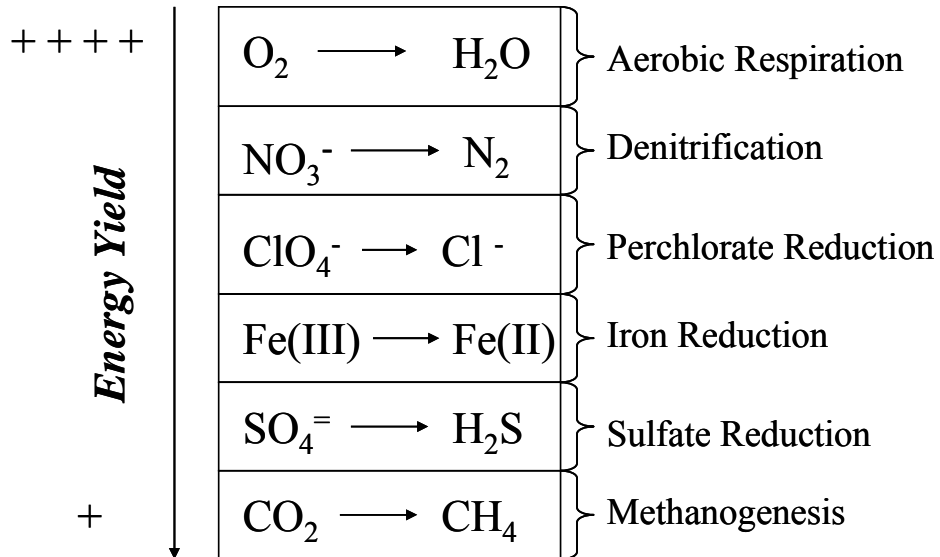 + + + +
O₂ ⟶ H₂O
Aerobic Respiration
NO₃⁻ ⟶ N₂
Denitrification
ClO₄⁻ ⟶ Cl⁻
Perchlorate Reduction
Energy Yield
Fe(III) ⟶ Fe(II)
Iron Reduction
SO₄⁼ ⟶ H₂S
Sulfate Reduction
+
CO₂ ⟶ CH₄
Methanogenesis